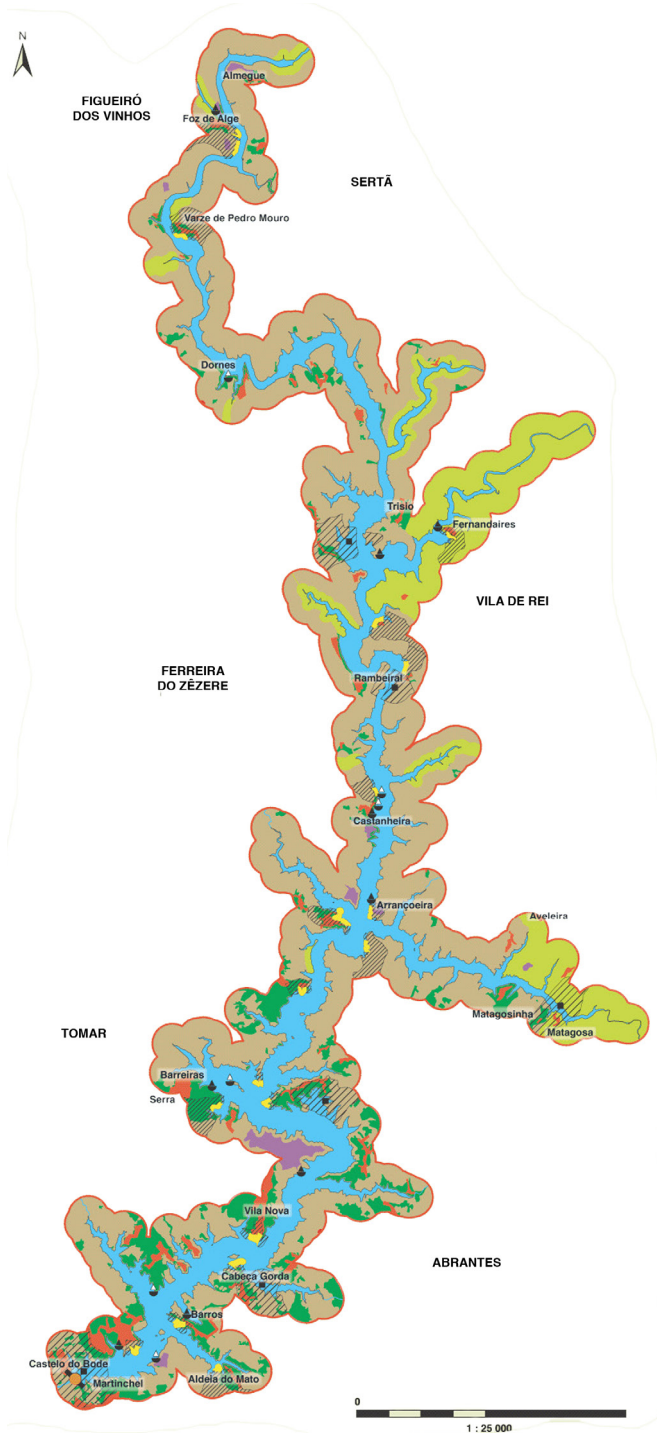 N
Almegue
FIGUEIRÓ
DOS VINHOS
Foz de Alge
SERTÃ
Varze de Pedro Mouro
Dornes
Trisio
Fernandaires
VILA DE REI
FERREIRA
DO ZÊZERE
Rambeiral
Castanheira
Arrançoeira
Aveleira
Matagosinha
Matagosa
TOMAR
Barreiras
Serra
Vila Nova
ABRANTES
Cabeça Gorda
Barros
Castelo do Bode
Martinchel
Aldeia do Mato
0
1 : 25 000